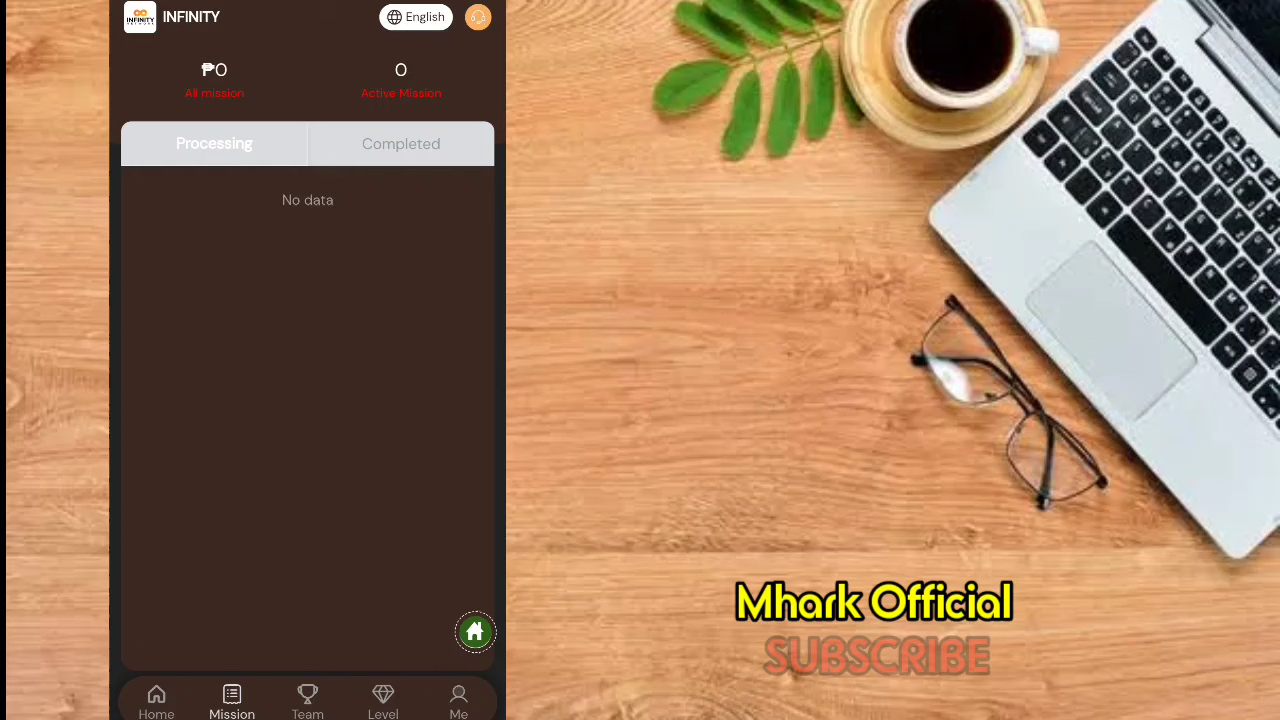 INFINITY
INFINITY
English
₱0
0
All mission
Active Mission
Processing
Completed
No data
Mhark Official
SUBSCRIBE
Home
Mission
Team
Level
Me